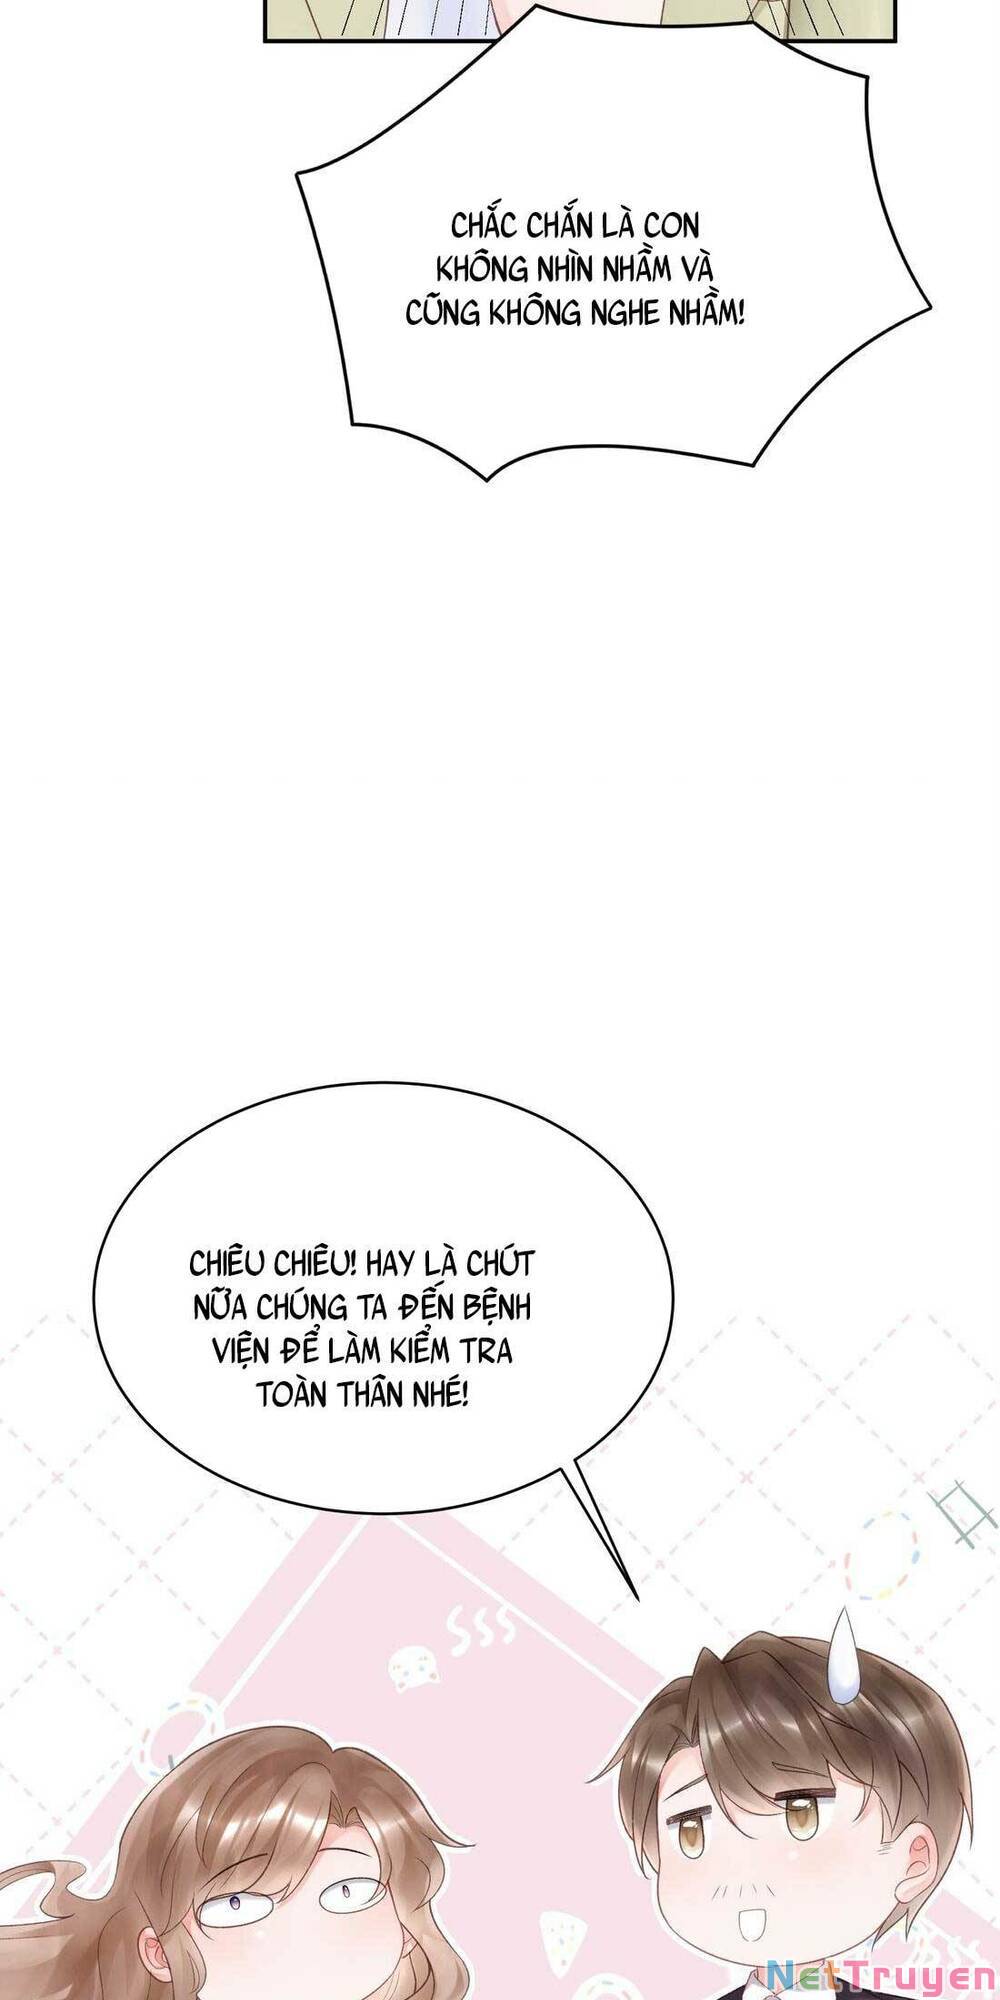 CHẮC CHẮN LÀ CON
KHÔNG NHÌN NHẦM VÀ
CŨNG KHÔNG NGHE NHẦM!
CHIÊU CHIÊU! HAY LÀ CHÚT
NỮA CHÚNG TA ĐẾN BỆNH
VIỆN ĐỂ LÀM KIỂM TRA
TOÀN THÂN NHÉ!
SSS
NetTruyen